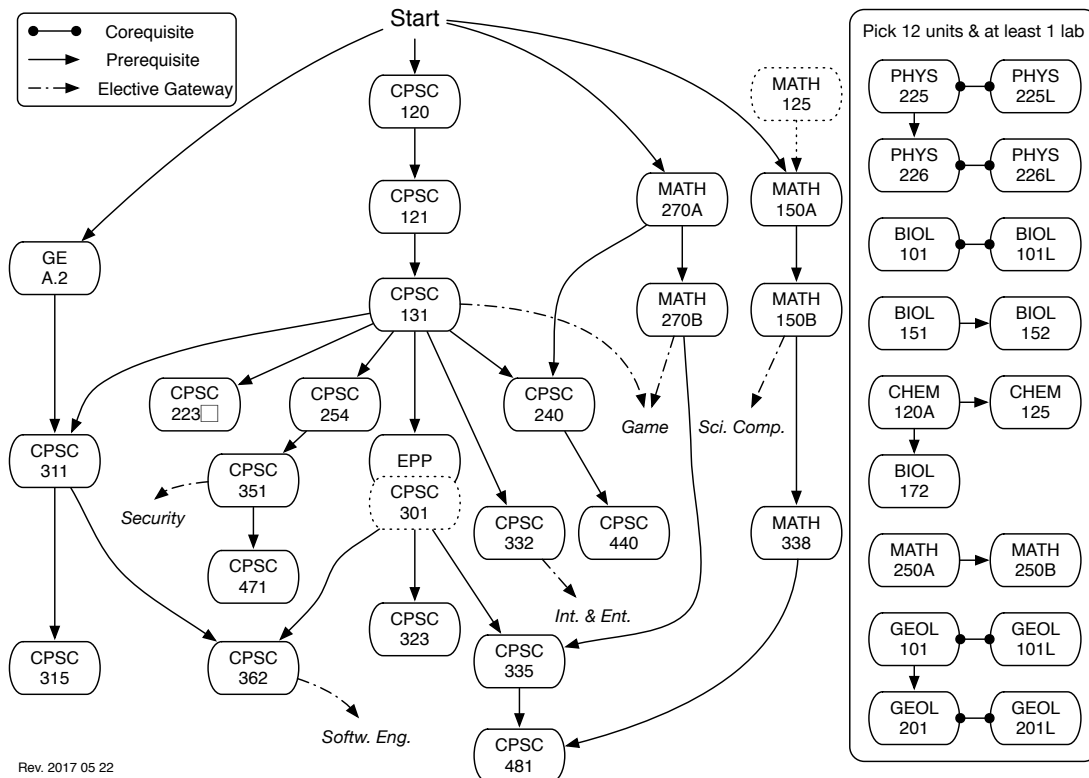 Start
Corequisite
Prerequisite
Elective Gateway
Pick 12 units & at least 1 lab
CPSC
120
MATH
125
PHYS
225
PHYS
225L
PHYS
226
PHYS
226L
CPSC
121
MATH
270A
MATH
150A
GE
A.2
BIOL
101
BIOL
101L
CPSC
131
MATH
270B
MATH
150B
BIOL
151
BIOL
152
CPSC
223□
CPSC
254
CPSC
240
Game
Sci. Comp.
CHEM
120A
CHEM
125
CPSC
311
CPSC
351
EPP
CPSC
301
BIOL
172
Security
CPSC
332
CPSC
440
MATH
338
MATH
250A
MATH
250B
CPSC
471
Int. & Ent.
CPSC
323
GEOL
101
GEOL
101L
CPSC
315
CPSC
362
CPSC
335
GEOL
201
GEOL
201L
Softw. Eng.
CPSC
481
Rev. 2017 05 22